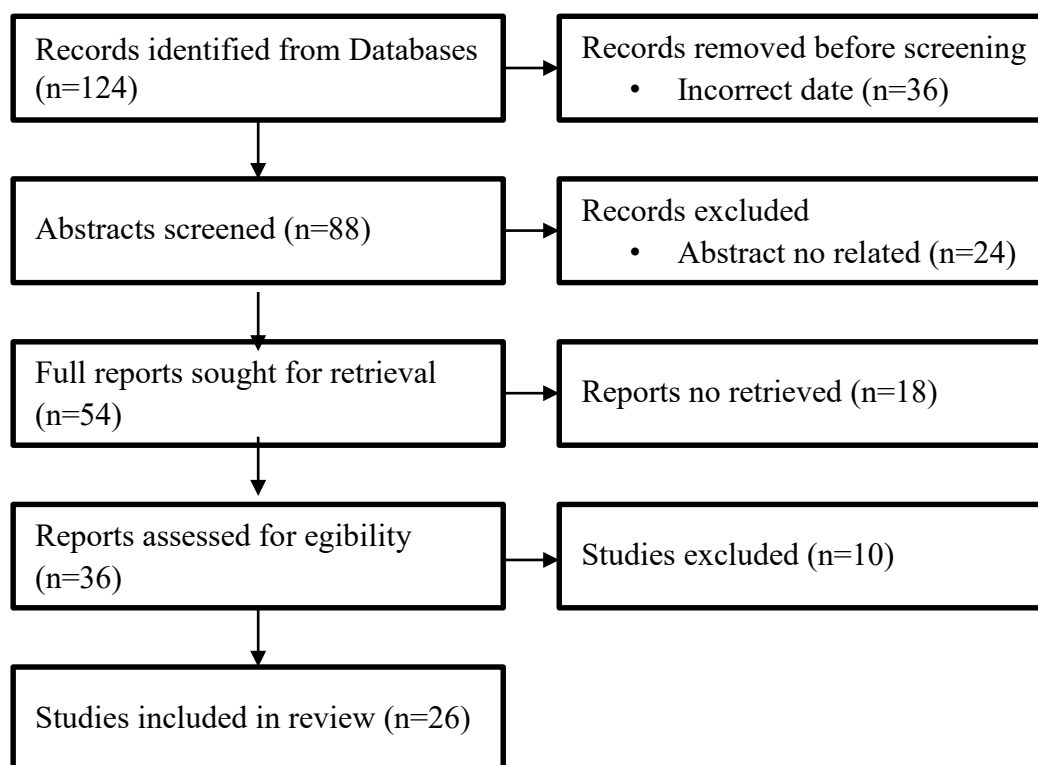 Records identified from Databases
(n=124)
Records removed before screening
• Incorrect date (n=36)
Abstracts screened (n=88)
Records excluded
• Abstract no related (n=24)
Full reports sought for retrieval
(n=54)
Reports no retrieved (n=18)
Reports assessed for egibility
(n=36)
Studies excluded (n=10)
Studies included in review (n=26)